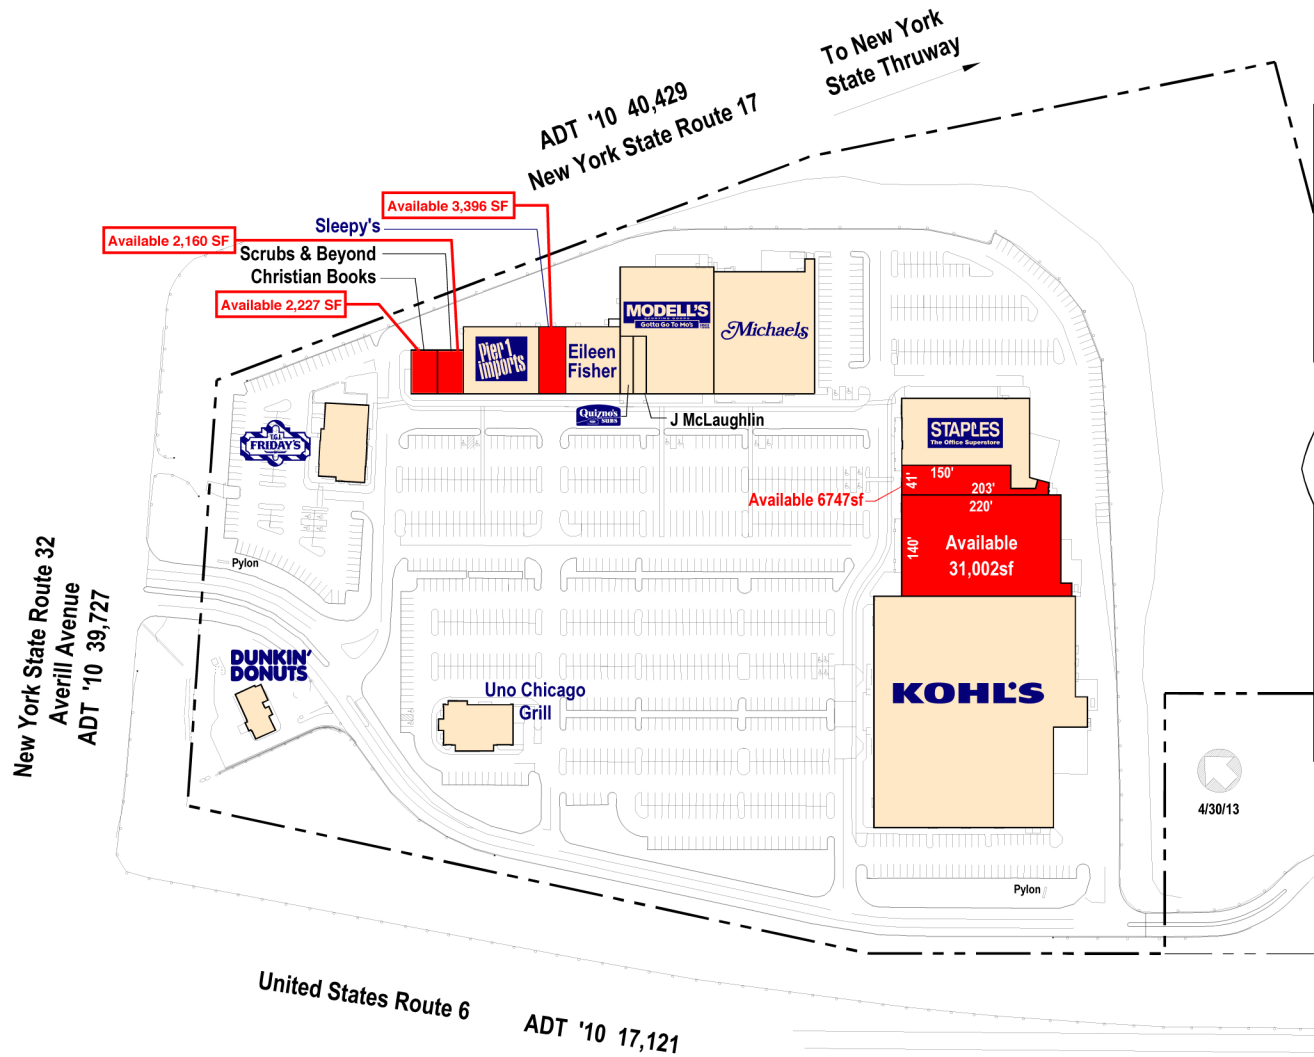 To New York
State Thruway
ADT '10 40,429
New York State Route 17
Available 3,396 SF
Sleepy's
Available 2,160 SF
Scrubs & Beyond
Christian Books
Available 2,227 SF
MODELL'S
Gotta Go To Mo's
Michaels
Pier 1
imports
Eileen
Fisher
Quizno's
SUBS
J McLaughlin
T.G.I.
FRIDAY'S
STAPLES
The Office Superstore
150'
41'
203'
Available 6747sf
220'
140'
Available
31,002sf
Pylon
New York State Route 32
Averill Avenue
ADT '10 39,727
DUNKIN'
DONUTS
Uno Chicago
Grill
KOHL'S
4/30/13
Pylon
United States Route 6
ADT '10 17,121